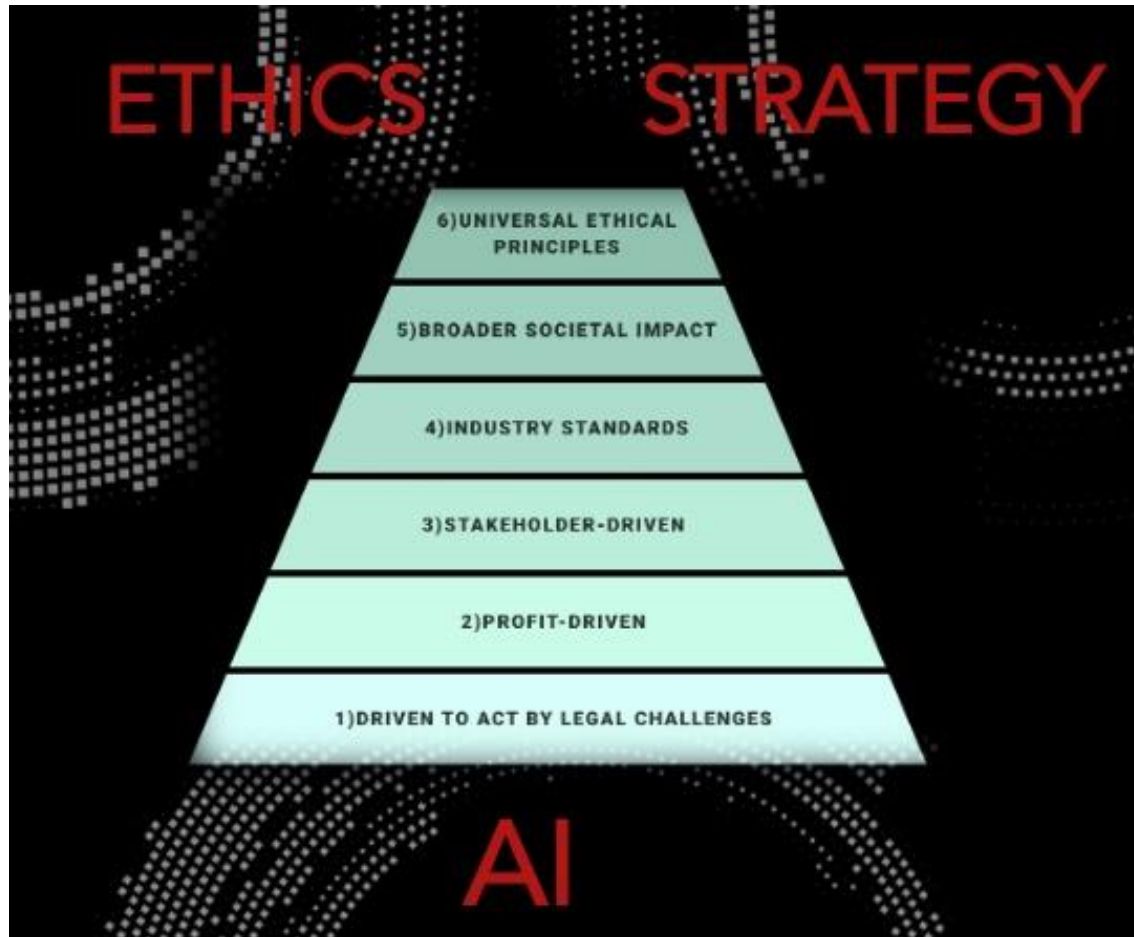 ETHICS STRATEGY
6)UNIVERSAL ETHICAL
PRINCIPLES
5)BROADER SOCIETAL IMPACT
4)INDUSTRY STANDARDS
3)STAKEHOLDER-DRIVEN
2)PROFIT-DRIVEN
1)DRIVEN TO ACT BY LEGAL CHALLENGES
AI